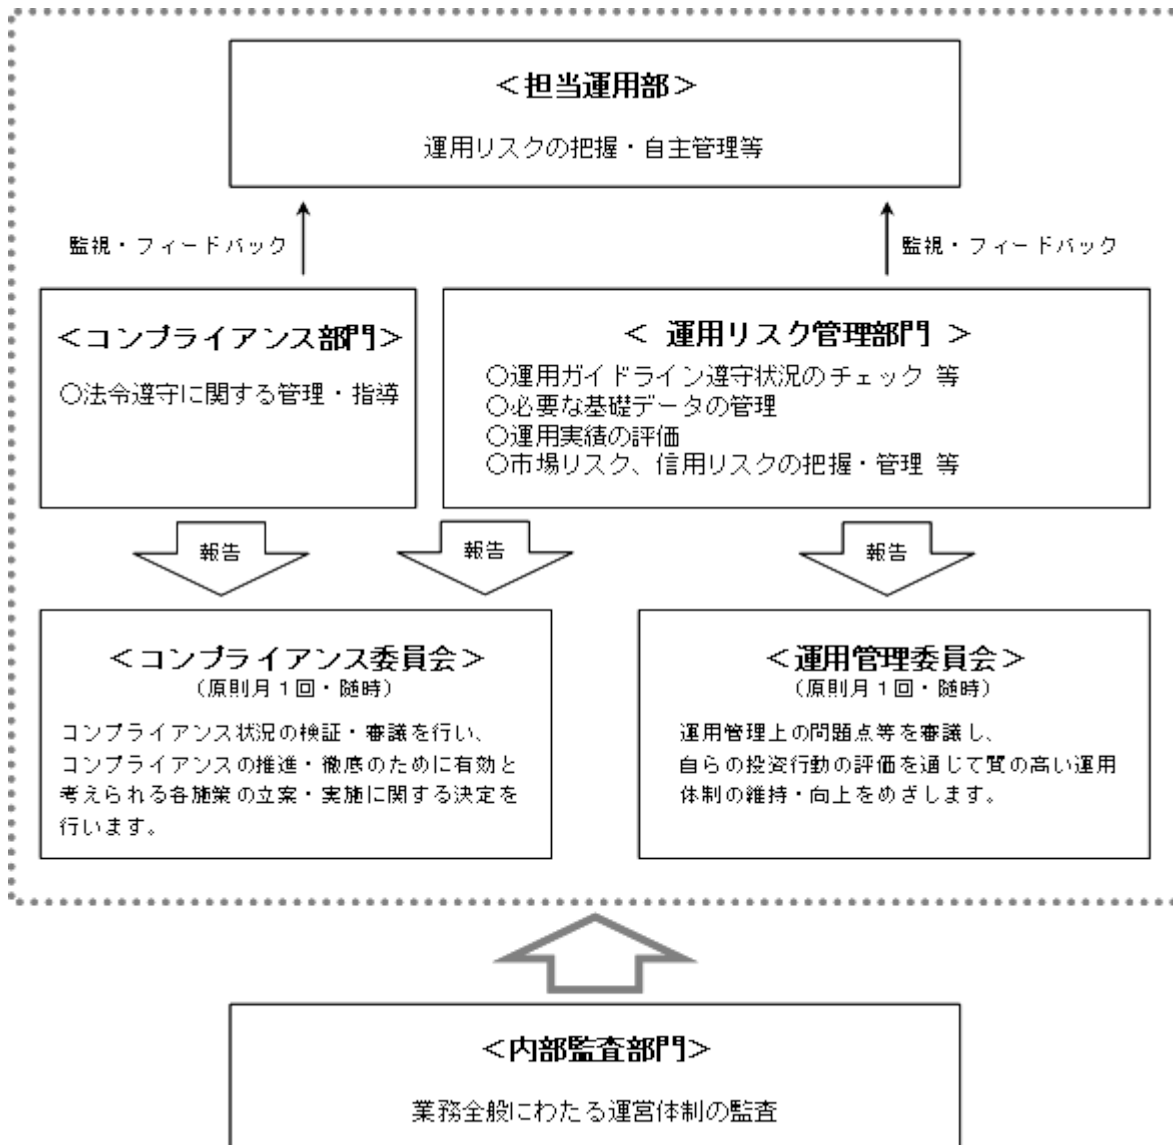 ＜担当運用部＞
運用リスクの把握・自主管理等
監視・フィードバック
監視・フィードバック
＜コンプライアンス部門＞
○法令遵守に関する管理・指導
＜ 運用リスク管理部門 ＞
○運用ガイドライン遵守状況のチェック 等
○必要な基礎データの管理
○運用実績の評価
○市場リスク、信用リスクの把握・管理 等
報告
報告
報告
＜コンプライアンス委員会＞
（原則月１回・随時）
コンプライアンス状況の検証・審議を行い、
コンプライアンスの推進・徹底のために有効と
考えられる各施策の立案・実施に関する決定を
行います。
＜運用管理委員会＞
（原則月１回・随時）
運用管理上の問題点等を審議し、
自らの投資行動の評価を通じて質の高い運用
体制の維持・向上をめざします。
＜内部監査部門＞
業務全般にわたる運営体制の監査